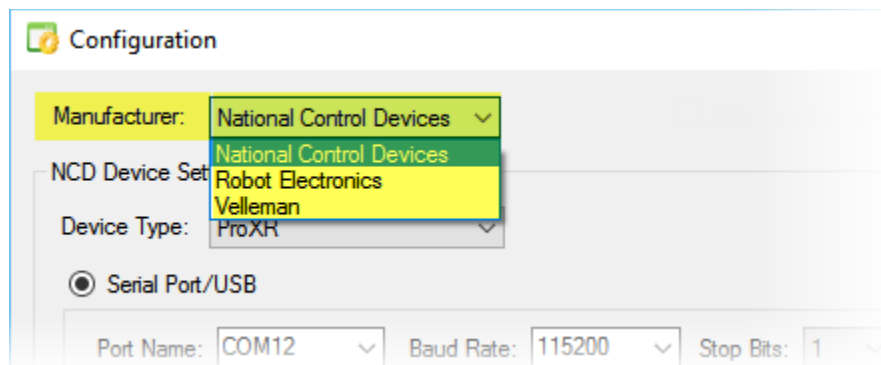 Configuration
Manufacturer: National Control Devices
National Control Devices
NCD Device Set
Robot Electronics
Velleman
Device Type: ProXR
Serial Port/USB
Port Name: COM12 Baud Rate: 115200 Stop Bits: 1